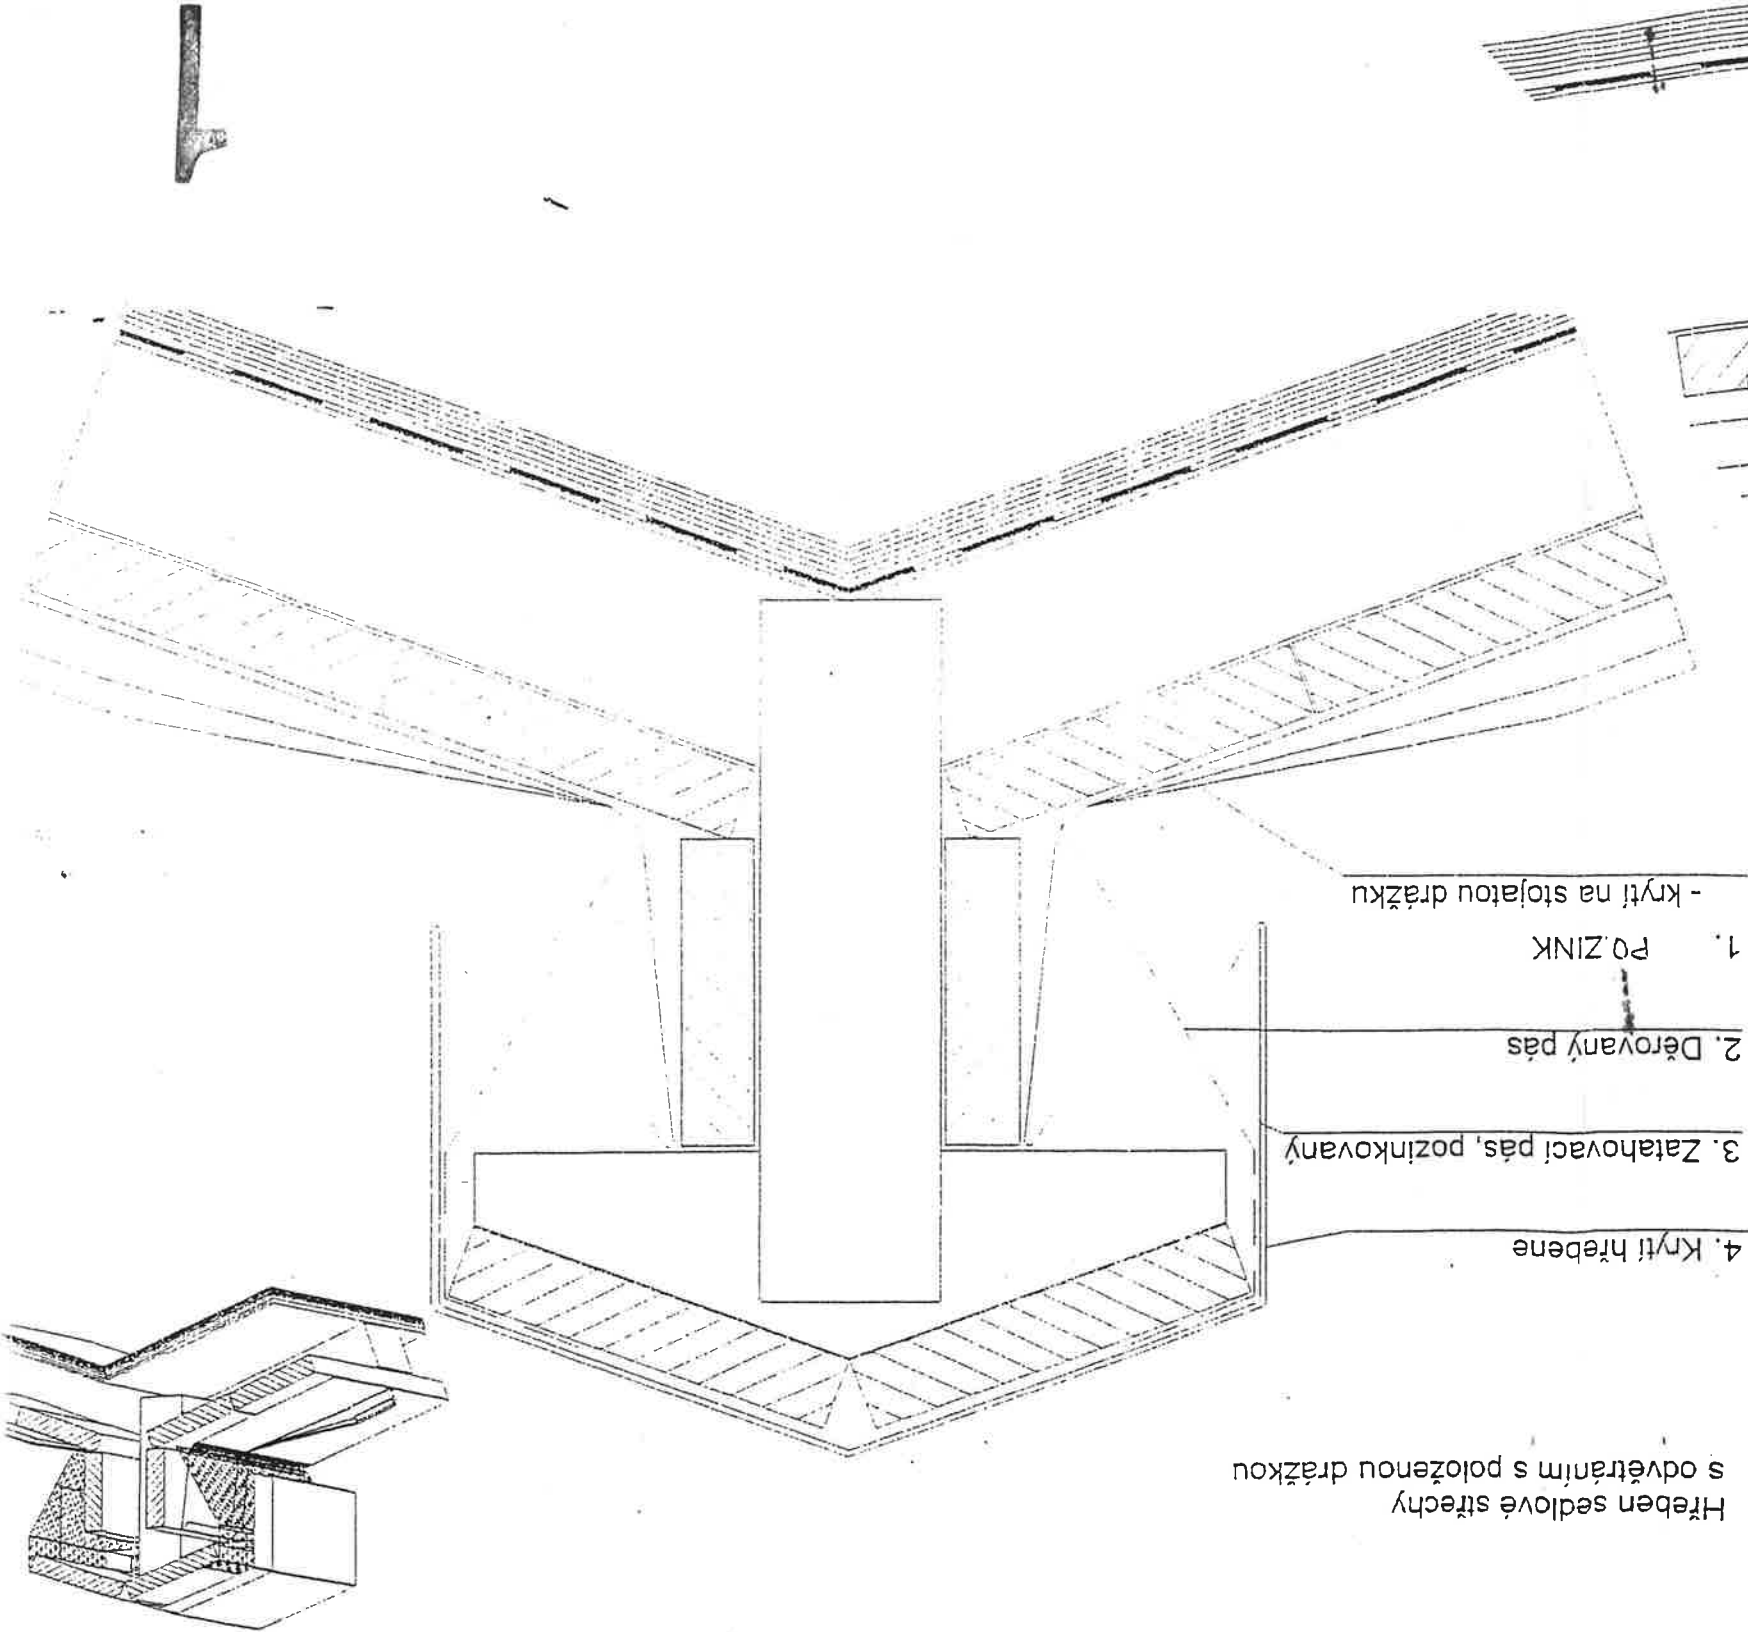 Hřeben sedlové střechy
s odvětráním s položenou drážkou
4. Krytí hřebene
3. Zatahovací pás, pozinkovaný
2. Děrovaný pás
1. PO.ZINK
- krytí na stojatou drážku